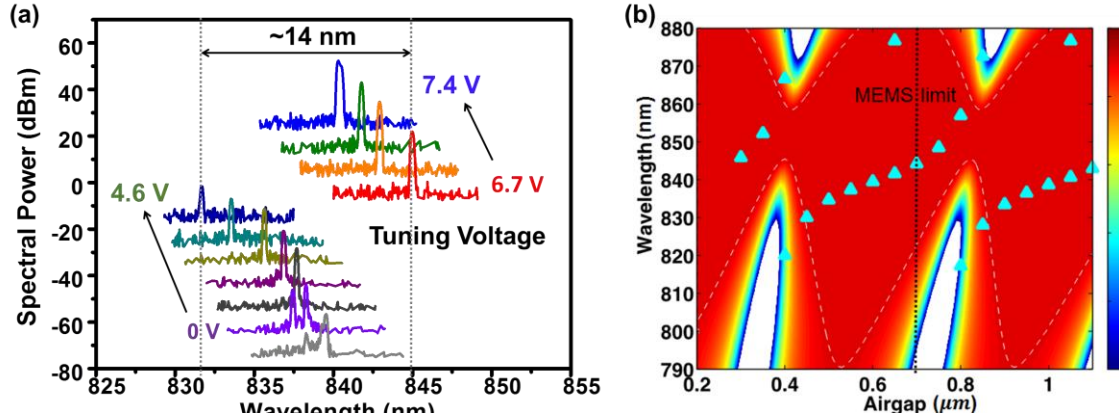 (a)
60
40
20
0
-20
-40
-60
-80
Spectral Power (dBm)
~14 nm
7.4 V
6.7 V
4.6 V
0 V
Tuning Voltage
825 830 835 840 845 850 855
Wavelength (nm)
(b)
880
870
860
850
840
830
820
810
800
790
Wavelength(nm)
MEMS limit
0.2 0.4 0.6 0.8 1
Airgap (μm)